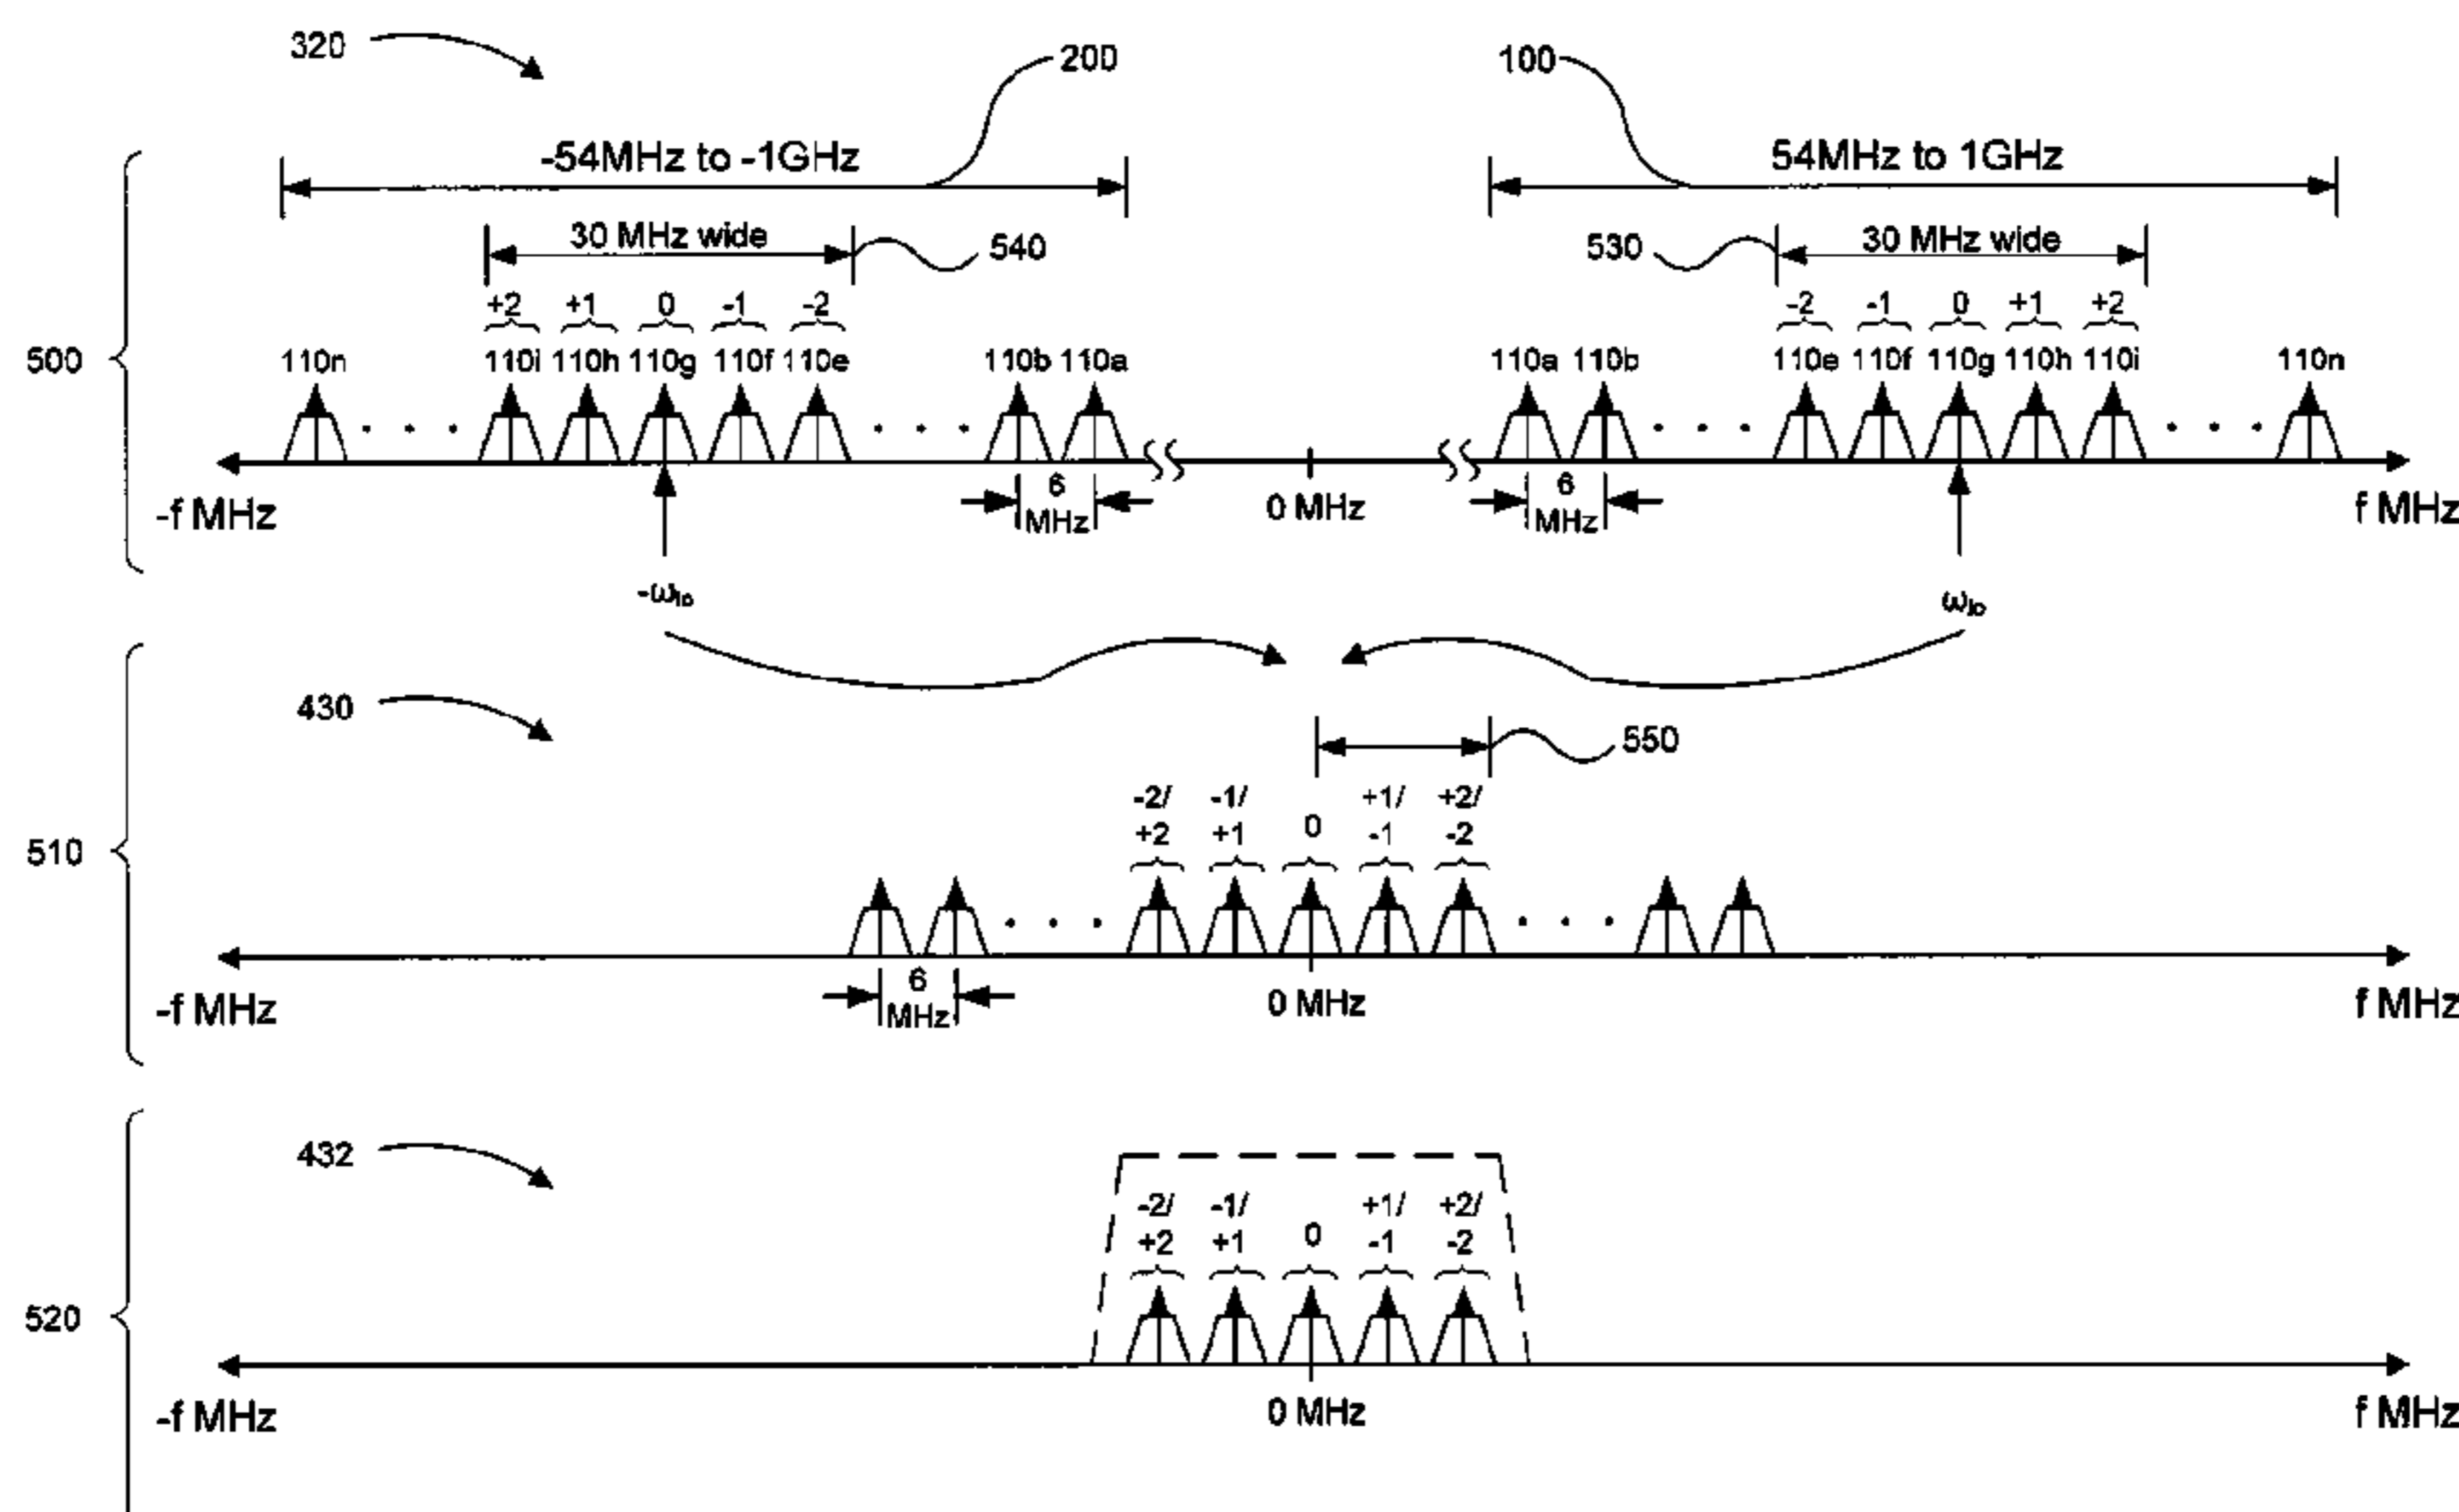 320
200
100
-54MHz to -1GHz
54MHz to 1GHz
30 MHz wide
540
530
30 MHz wide
+2 +1 0 -1 -2
-2 -1 0 +1 +2
500
110n 110i 110h 110g 110f 110e 110b 110a
110a 110b 110e 110f 110g 110h 110i 110n
6
MHz
6
MHz
-f MHz
0 MHz
f MHz
-ω_lo
ω_lo
430
550
-2/ -1/ 0 +1/ +2/
+2 +1 -1 -2
510
6
MHz
-f MHz
0 MHz
f MHz
432
-2/ -1/ 0 +1/ +2/
+2 +1 -1 -2
520
-f MHz
0 MHz
f MHz